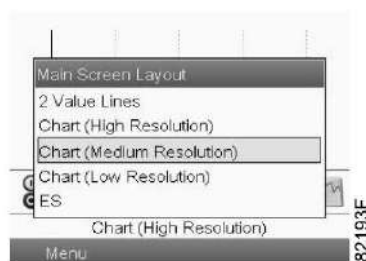 Main Screen Layout
2 Value Lines
Chart (High Resolution)
Chart (Medium Resolution)
Chart (Low Resolution)
ES
Chart (High Resolution)
Menu
82193F